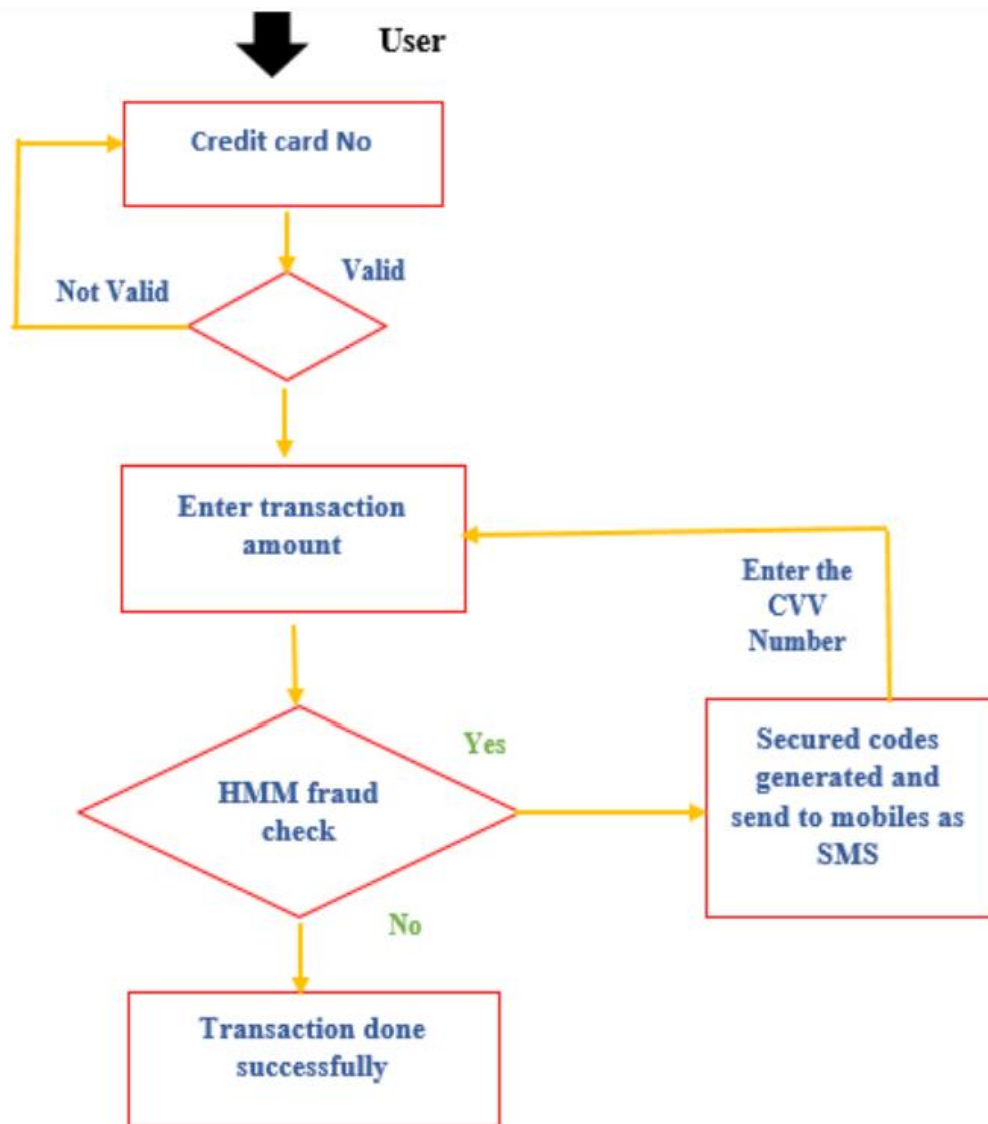 User
Credit card No
Valid
Not Valid
Enter transaction
amount
Enter the
CVV
Number
Yes
HMM fraud
check
Secured codes
generated and
send to mobiles as
SMS
No
Transaction done
successfully